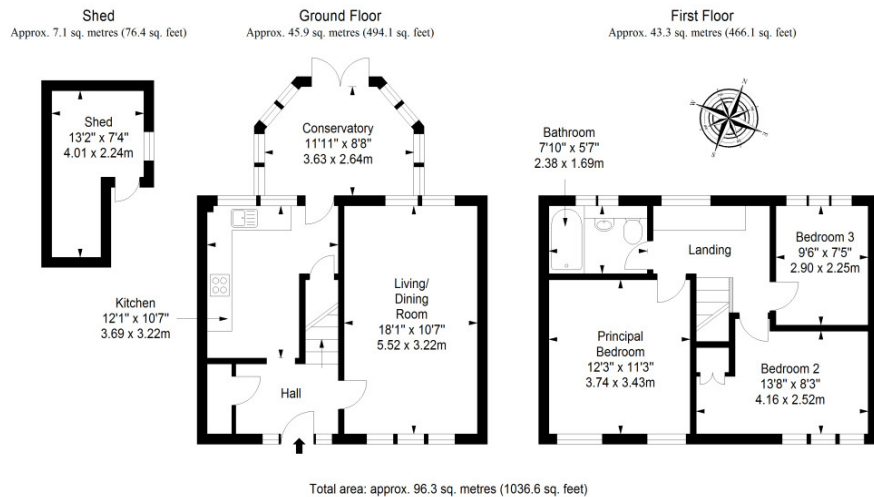 Shed
Approx. 7.1 sq. metres (76.4 sq. feet)
Ground Floor
Approx. 45.9 sq. metres (494.1 sq. feet)
First Floor
Approx. 43.3 sq. metres (466.1 sq. feet)
Shed
13'2" x 7'4"
4.01 x 2.24m
Conservatory
11'11" x 8'8"
3.63 x 2.64m
Kitchen
12'1" x 10'7"
3.69 x 3.22m
Living/
Dining
Room
18'1" x 10'7"
5.52 x 3.22m
Hall
Bathroom
7'10" x 5'7"
2.38 x 1.69m
N
S
Landing
Bedroom 3
9'6" x 7'5"
2.90 x 2.25m
Principal
Bedroom
12'3" x 11'3"
3.74 x 3.43m
Bedroom 2
13'8" x 8'3"
4.16 x 2.52m
Total area: approx. 96.3 sq. metres (1036.6 sq. feet)